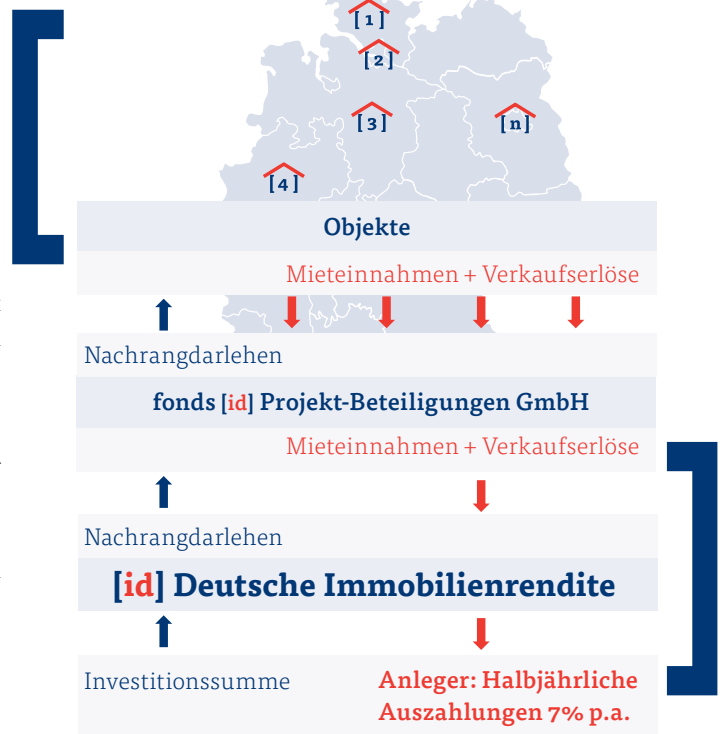 [1]
[2]
[3]
[n]
[4]
Objekte
Mieteinnahmen + Verkaufserlöse
Nachrangdarlehen
fonds [id] Projekt-Beteiligungen GmbH
Mieteinnahmen + Verkaufserlöse
Nachrangdarlehen
[id] Deutsche Immobilienrendite
Investitionssumme
Anleger: Halbjährliche
Auszahlungen 7% p.a.